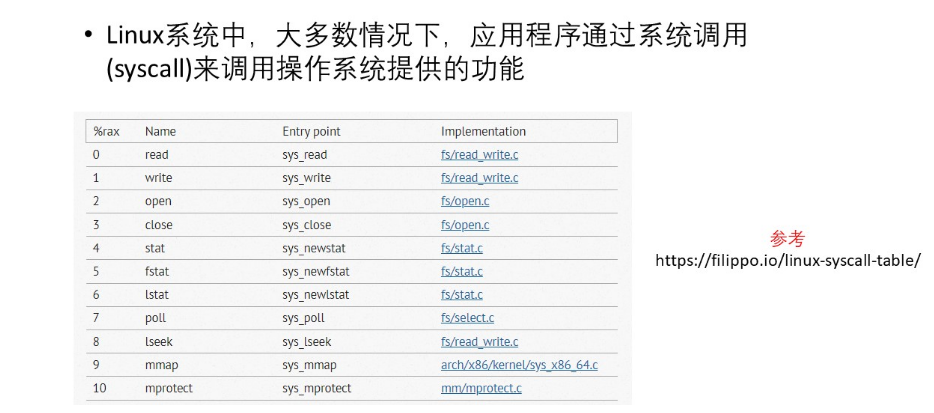 • Linux系统中，大多数情况下，应用程序通过系统调用
(syscall)来调用操作系统提供的功能
%rax Name Entry point Implementation
0 read sys_read fs/read_write.c
1 write sys_write fs/read_write.c
2 open sys_open fs/open.c
3 close sys_close fs/open.c
4 stat sys_newstat fs/stat.c
5 fstat sys_newfstat fs/stat.c
6 lstat sys_newlstat fs/stat.c
7 poll sys_poll fs/select.c
8 lseek sys_lseek fs/read_write.c
9 mmap sys_mmap arch/x86/kernel/sys_x86_64.c
10 mprotect sys_mprotect mm/mprotect.c
参考
https://filippo.io/linux-syscall-table/